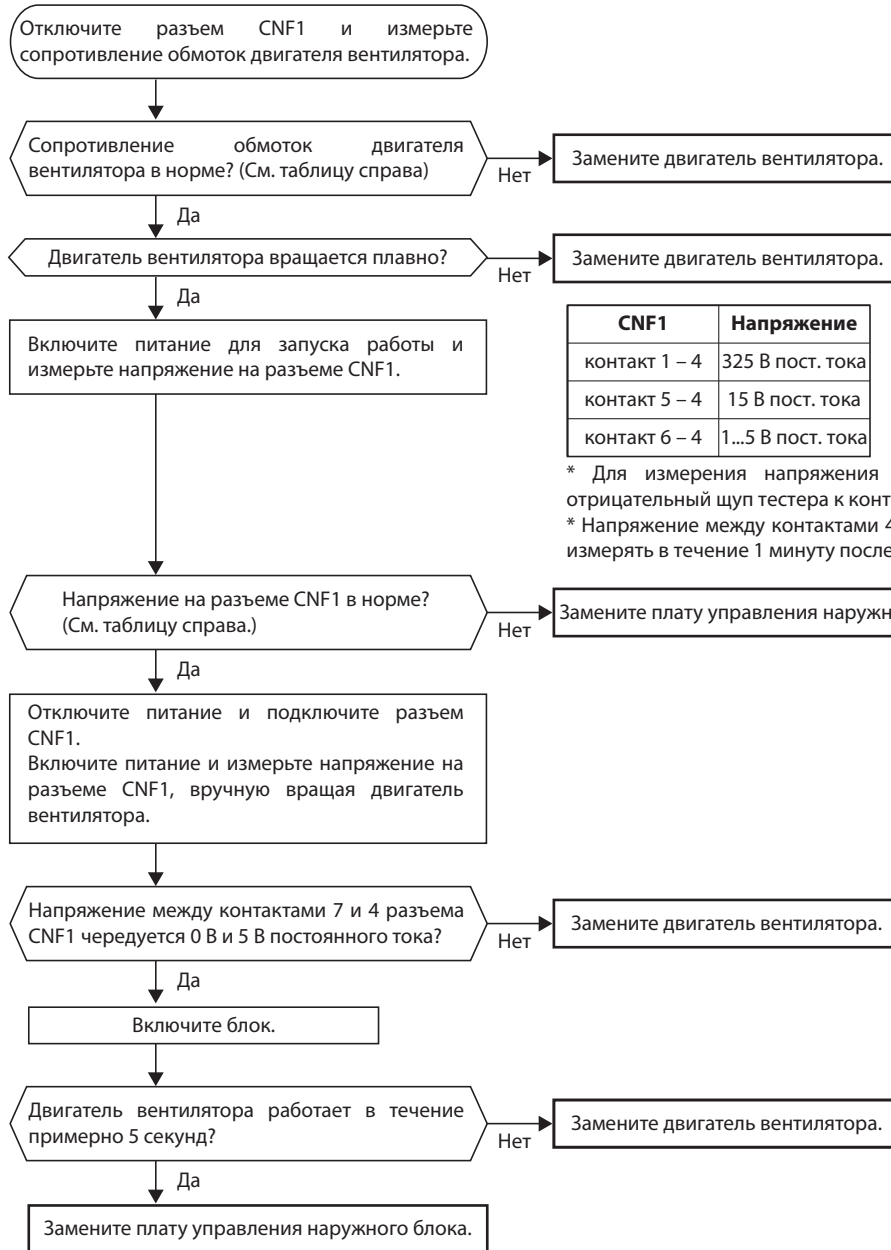 Отключите разъем CNF1 и измерьте
сопротивление обмоток двигателя вентилятора.
Сопротивление обмоток двигателя
вентилятора в норме? (См. таблицу справа)
Нет
Замените двигатель вентилятора.
Да
Двигатель вентилятора вращается плавно?
Нет
Замените двигатель вентилятора.
Да
Включите питание для запуска работы и
измерьте напряжение на разъеме CNF1.
CNF1 Напряжение
контакт 1 – 4 325 В пост. тока
контакт 5 – 4 15 В пост. тока
контакт 6 – 4 1...5 В пост. тока
* Для измерения напряжения
отрицательный щуп тестера к
* Напряжение между контактами 4
измерять в течение 1 минуту после
Напряжение на разъеме CNF1 в норме?
(См. таблицу справа.)
Нет
Замените плату управления
Да
Отключите питание и подключите разъем
CNF1.
Включите питание и измерьте напряжение на
разъеме CNF1, вручную вращая двигатель
вентилятора.
Напряжение между контактами 7 и 4 разъема
CNF1 чередуется 0 В и 5 В постоянного тока?
Нет
Замените двигатель вентилятора.
Да
Включите блок.
Двигатель вентилятора работает в течение
примерно 5 секунд?
Нет
Замените двигатель вентилятора.
Да
Замените плату управления наружного блока.